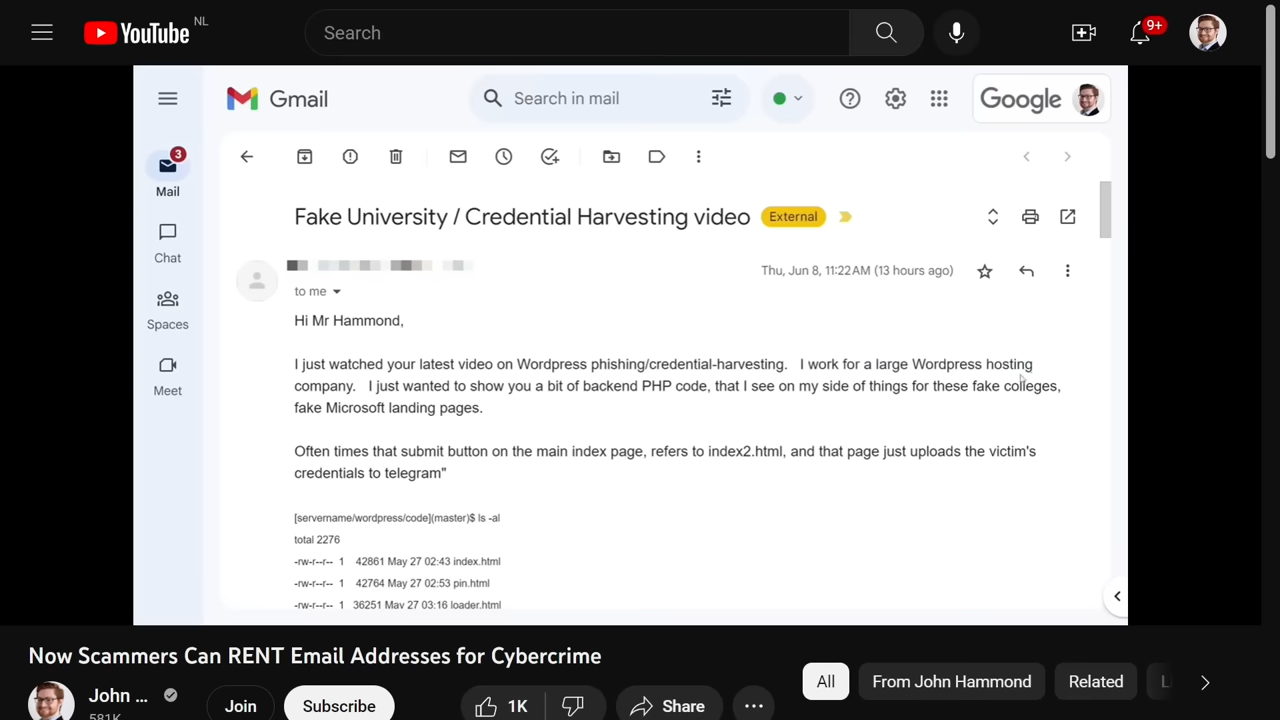 YouTube NL
Search
9+
Gmail
Search in mail
Google
3
Mail
Chat
Spaces
Meet
Fake University / Credential Harvesting video External
Thu, Jun 8, 11:22 AM (13 hours ago)
to me
Hi Mr Hammond,
I just watched your latest video on Wordpress phishing/credential-harvesting. I work for a large Wordpress hosting
company. I just wanted to show you a bit of backend PHP code, that I see on my side of things for these fake colleges,
fake Microsoft landing pages.
Often times that submit button on the main index page, refers to index2.html, and that page just uploads the victim's
credentials to telegram"
[servername/wordpress/code](master)$ ls -al
total 2276
-rw-r--r-- 1 42861 May 27 02:43 index.html
-rw-r--r-- 1 42764 May 27 02:53 pin.html
-rw-r--r-- 1 36251 May 27 03:16 loader.html
Now Scammers Can RENT Email Addresses for Cybercrime
John ...
581K
Join
Subscribe
1K
Share
All
From John Hammond
Related